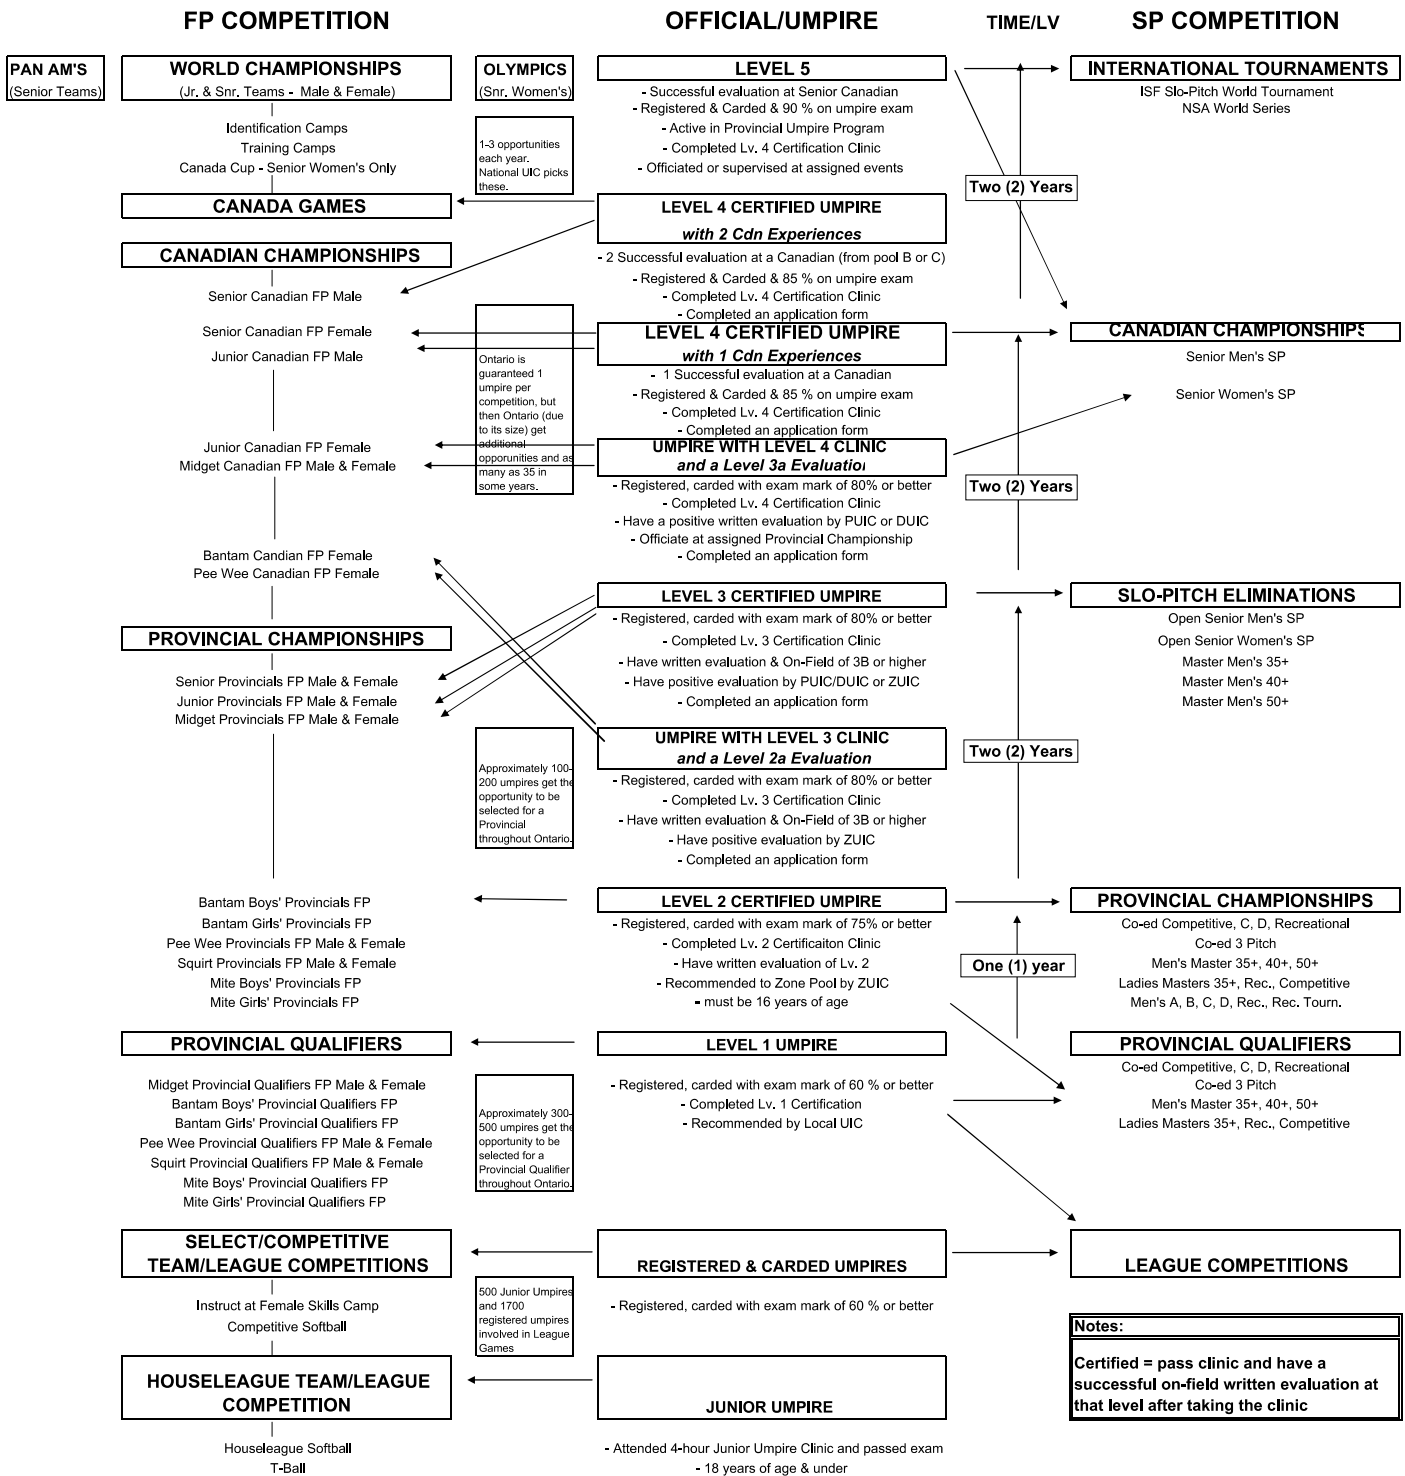 FP COMPETITION
OFFICIAL/UMPIRE
TIME/LV
SP COMPETITION
PAN AM'S
(Senior Teams)
WORLD CHAMPIONSHIPS
(Jr. & Snr. Teams - Male & Female)
Identification Camps
Training Camps
Canada Cup - Senior Women's Only
CANADA GAMES
CANADIAN CHAMPIONSHIPS
Senior Canadian FP Male
Senior Canadian FP Female
Junior Canadian FP Male
Junior Canadian FP Female
Midget Canadian FP Male & Female
Bantam Candian FP Female
Pee Wee Canadian FP Female
PROVINCIAL CHAMPIONSHIPS
Senior Provincials FP Male & Female
Junior Provincials FP Male & Female
Midget Provincials FP Male & Female
Bantam Boys' Provincials FP
Bantam Girls' Provincials FP
Pee Wee Provincials FP Male & Female
Squirt Provincials FP Male & Female
Mite Boys' Provincials FP
Mite Girls' Provincials FP
PROVINCIAL QUALIFIERS
Midget Provincial Qualifiers FP Male & Female
Bantam Boys' Provincial Qualifiers FP
Bantam Girls' Provincial Qualifiers FP
Pee Wee Provincial Qualifiers FP Male & Female
Squirt Provincial Qualifiers FP Male & Female
Mite Boys' Provincial Qualifiers FP
Mite Girls' Provincial Qualifiers FP
SELECT/COMPETITIVE
TEAM/LEAGUE COMPETITIONS
Instruct at Female Skills Camp
Competitive Softball
HOUSELEAGUE TEAM/LEAGUE
COMPETITION
Houseleague Softball
T-Ball
OLYMPICS
(Snr. Women's)
1-3 opportunities
each year.
National UIC picks
these.
Ontario is
guaranteed 1
umpire per
competition, but
then Ontario (due
to its size) get
additional
opporunities and as
many as 35 in
some years.
Approximately 100-
200 umpires get the
opportunity to be
selected for a
Provincial
throughout Ontario.
Approximately 300-
500 umpires get the
opportunity to be
selected for a
Provincial Qualifier
throughout Ontario.
500 Junior Umpires
and 1700
registered umpires
involved in League
Games
LEVEL 5
- Successful evaluation at Senior Canadian
- Registered & Carded & 90 % on umpire exam
- Active in Provincial Umpire Program
- Completed Lv. 4 Certification Clinic
- Officiated or supervised at assigned events
LEVEL 4 CERTIFIED UMPIRE
with 2 Cdn Experiences
- 2 Successful evaluation at a Canadian (from pool B or C)
- Registered & Carded & 85 % on umpire exam
- Completed Lv. 4 Certification Clinic
- Completed an application form
LEVEL 4 CERTIFIED UMPIRE
with 1 Cdn Experiences
- 1 Successful evaluation at a Canadian
- Registered & Carded & 85 % on umpire exam
- Completed Lv. 4 Certification Clinic
- Completed an application form
UMPIRE WITH LEVEL 4 CLINIC
and a Level 3a Evaluation
- Registered, carded with exam mark of 80% or better
- Completed Lv. 4 Certification Clinic
- Have a positive written evaluation by PUIC or DUIC
- Officiate at assigned Provincial Championship
- Completed an application form
LEVEL 3 CERTIFIED UMPIRE
- Registered, carded with exam mark of 80% or better
- Completed Lv. 3 Certification Clinic
- Have written evaluation & On-Field of 3B or higher
- Have positive evaluation by PUIC/DUIC or ZUIC
- Completed an application form
UMPIRE WITH LEVEL 3 CLINIC
and a Level 2a Evaluation
- Registered, carded with exam mark of 80% or better
- Completed Lv. 3 Certification Clinic
- Have written evaluation & On-Field of 3B or higher
- Have positive evaluation by ZUIC
- Completed an application form
LEVEL 2 CERTIFIED UMPIRE
- Registered, carded with exam mark of 75% or better
- Completed Lv. 2 Certificaiton Clinic
- Have written evaluation of Lv. 2
- Recommended to Zone Pool by ZUIC
- must be 16 years of age
LEVEL 1 UMPIRE
- Registered, carded with exam mark of 60 % or better
- Completed Lv. 1 Certification
- Recommended by Local UIC
REGISTERED & CARDED UMPIRES
- Registered, carded with exam mark of 60 % or better
JUNIOR UMPIRE
- Attended 4-hour Junior Umpire Clinic and passed exam
- 18 years of age & under
Two (2) Years
Two (2) Years
Two (2) Years
One (1) year
INTERNATIONAL TOURNAMENTS
ISF Slo-Pitch World Tournament
NSA World Series
CANADIAN CHAMPIONSHIPS
Senior Men's SP
Senior Women's SP
SLO-PITCH ELIMINATIONS
Open Senior Men's SP
Open Senior Women's SP
Master Men's 35+
Master Men's 40+
Master Men's 50+
PROVINCIAL CHAMPIONSHIPS
Co-ed Competitive, C, D, Recreational
Co-ed 3 Pitch
Men's Master 35+, 40+, 50+
Ladies Masters 35+, Rec., Competitive
Men's A, B, C, D, Rec., Rec. Tourn.
PROVINCIAL QUALIFIERS
Co-ed Competitive, C, D, Recreational
Co-ed 3 Pitch
Men's Master 35+, 40+, 50+
Ladies Masters 35+, Rec., Competitive
LEAGUE COMPETITIONS
Notes:
Certified = pass clinic and have a
successful on-field written evaluation at
that level after taking the clinic